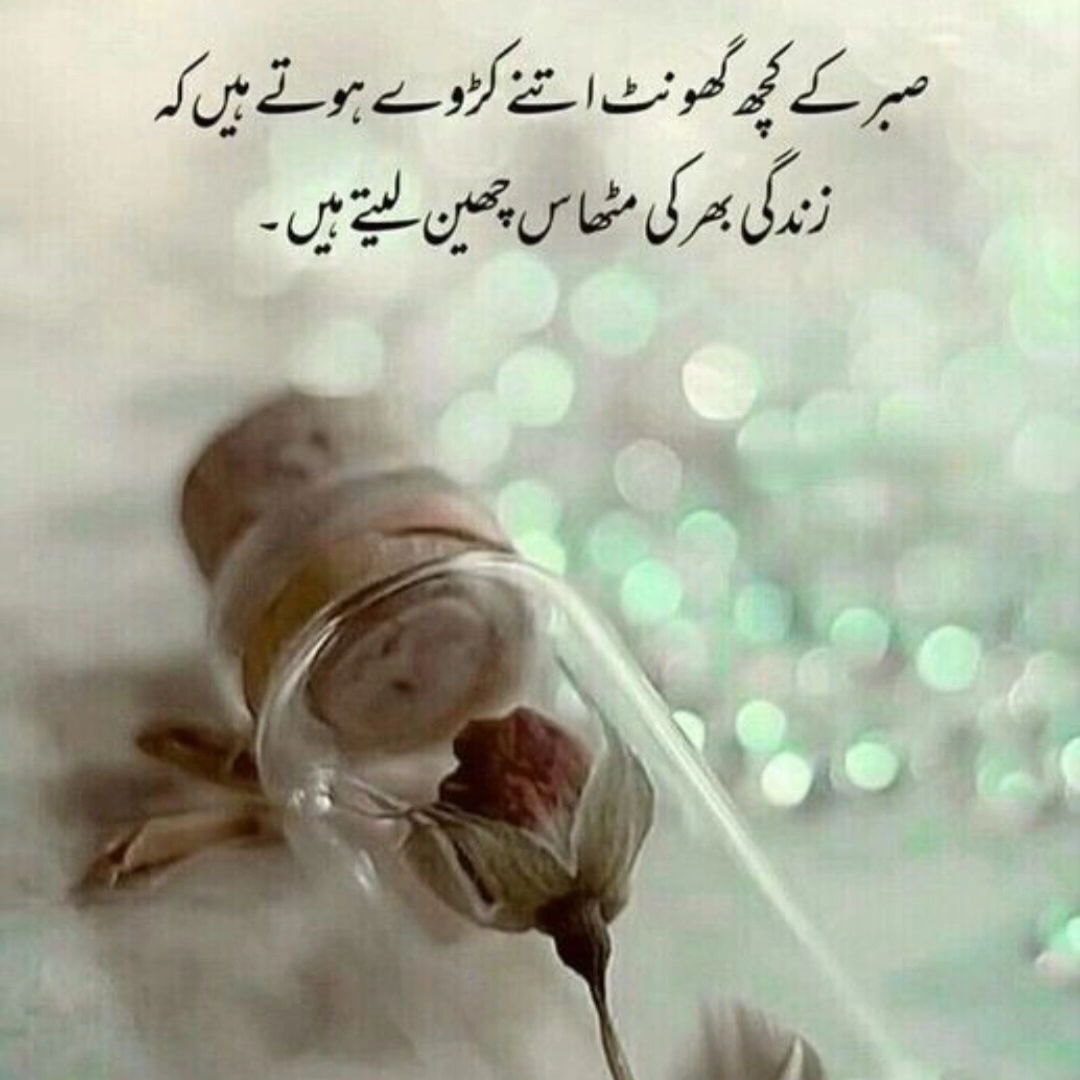 صبر کے کچھ گھونٹ اتنے کڑوے ہوتے ہیں کہ
زندگی بھر کی مٹھاس چھین لیتے ہیں۔